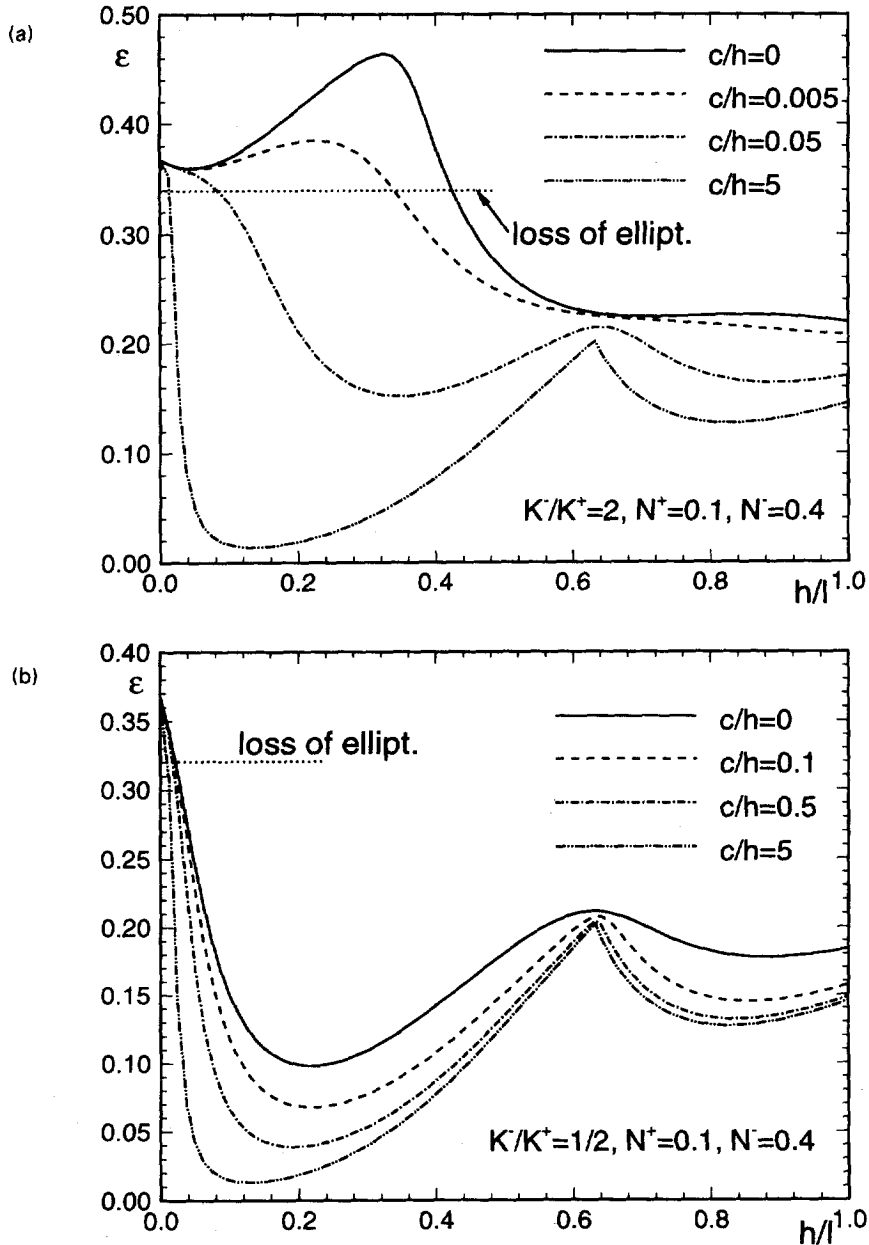 (a)
0.50
ε
0.40
0.30
0.20
0.10
0.00
c/h=0
c/h=0.005
c/h=0.05
c/h=5
loss of ellipt.
K⁻/K⁺=2, N⁺=0.1, N⁻=0.4
0.0 0.2 0.4 0.6 0.8 1.0
h/l
(b)
0.40
ε
0.35
0.30
0.25
0.20
0.15
0.10
0.05
0.00
loss of ellipt.
c/h=0
c/h=0.1
c/h=0.5
c/h=5
K⁻/K⁺=1/2, N⁺=0.1, N⁻=0.4
0.0 0.2 0.4 0.6 0.8 1.0
h/l